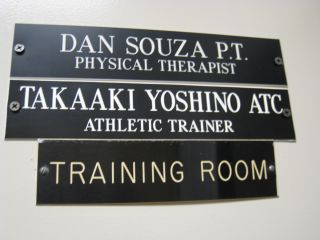 DAN SOUZA P.T.
PHYSICAL THERAPIST
TAKAAKI YOSHINO ATC
ATHLETIC TRAINER
TRAINING ROOM